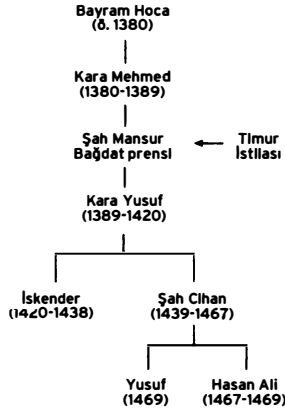 Bayram Hoca
(ö. 1380)
Kara Mehmed
(1380-1389)
Şah Mansur
Bağdat prensi
Timur
İstilası
Kara Yusuf
(1389-1420)
İskender
(1420-1438)
Şah Cihan
(1439-1467)
Yusuf
(1469)
Hasan Ali
(1467-1469)